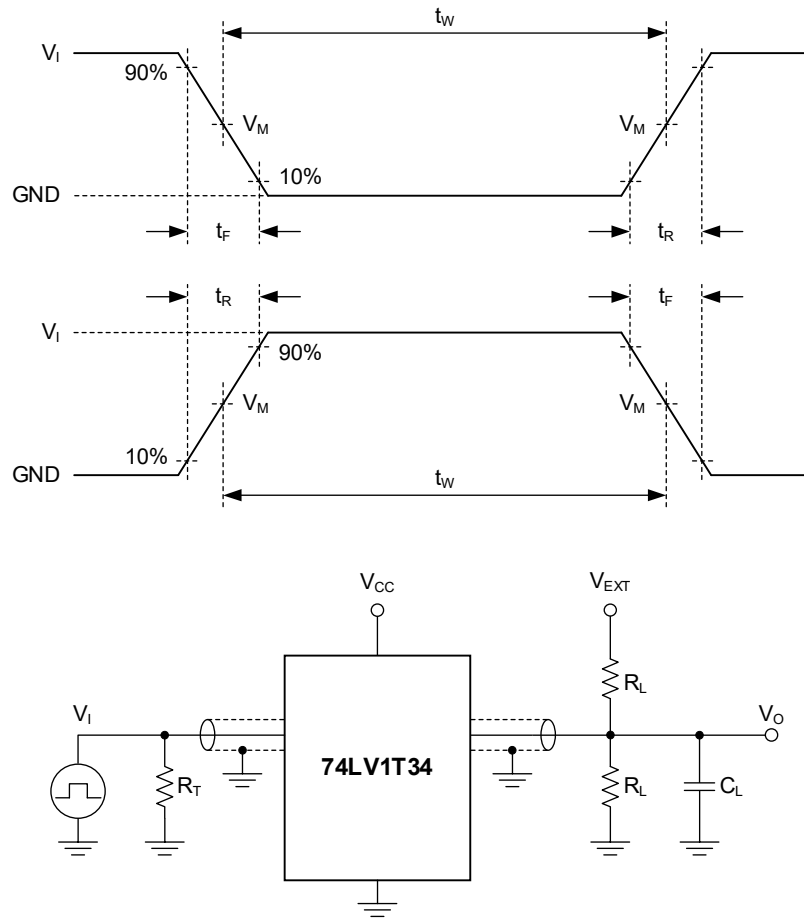 t_W
V_I
90%
V_M
V_M
10%
GND
t_F
t_R
t_R
t_F
V_I
90%
V_M
V_M
10%
GND
t_W
V_CC
V_EXT
R_L
V_I
V_O
74LV1T34
R_T
R_L
C_L